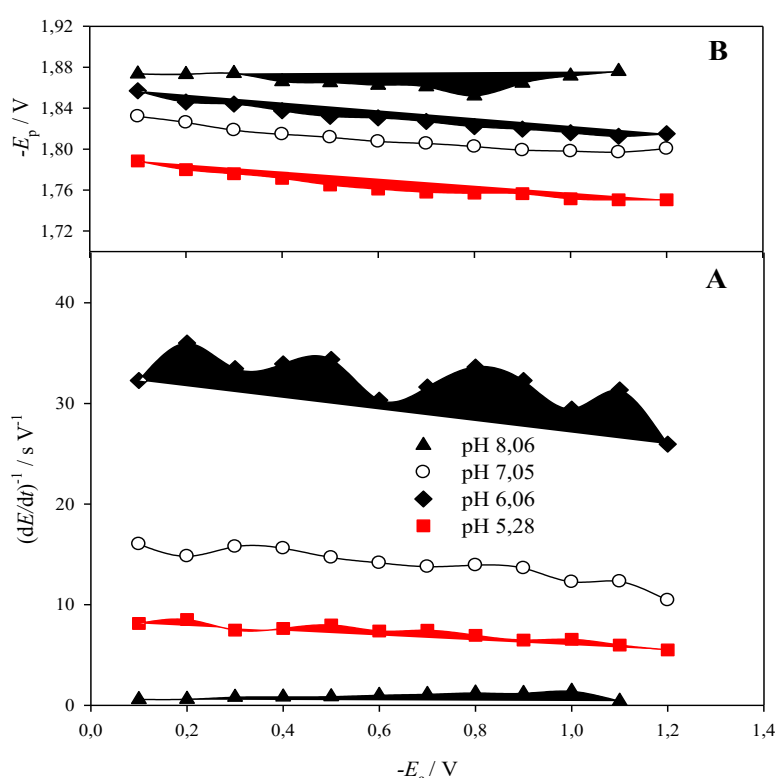 1,92
B
1,88
1,84
1,80
1,76
1,72
-Ep / V
A
40
30
20
10
0
(dE/dt)-1 / s V-1
pH 8,06
pH 7,05
pH 6,06
pH 5,28
0,0 0,2 0,4 0,6 0,8 1,0 1,2 1,4
/ V